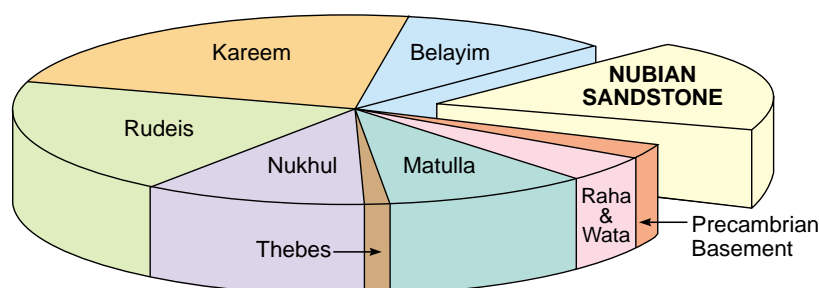 Kareem
Belayim
NUBIAN
SANDSTONE
Rudeis
Nukhul
Matulla
Raha
&
Wata
Precambrian
Basement
Thebes